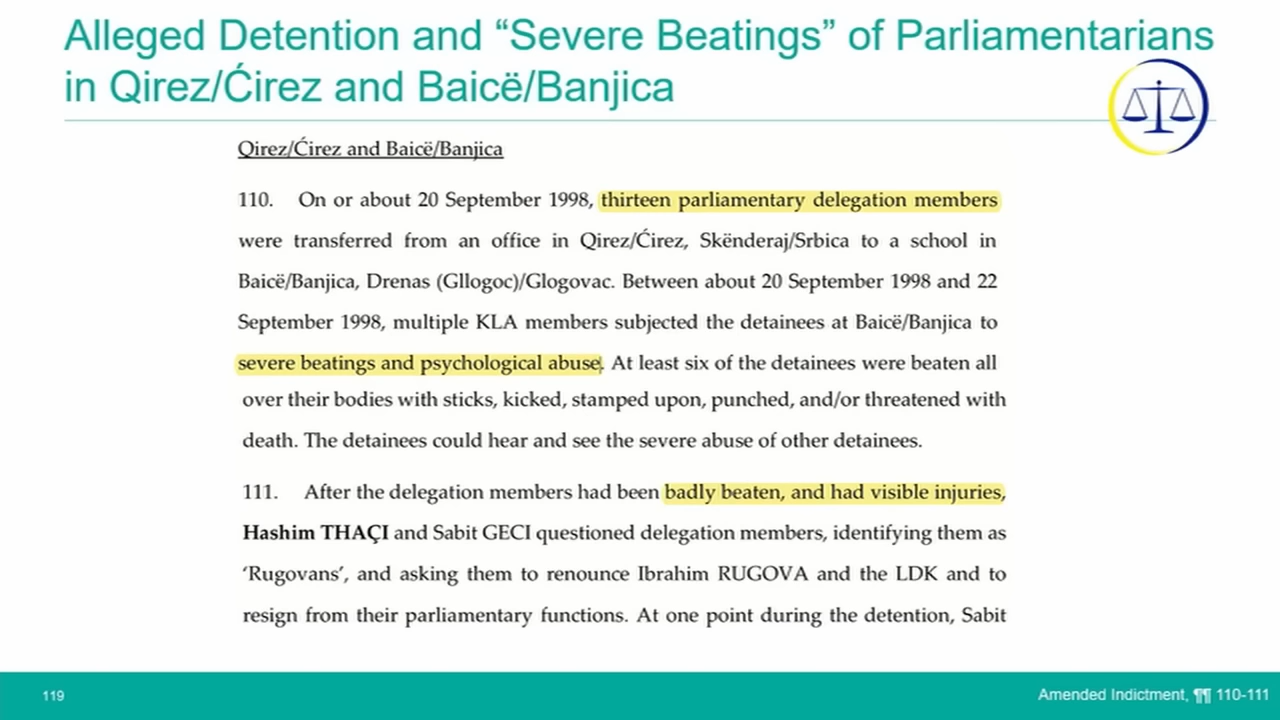 Alleged Detention and “Severe Beatings” of Parliamentarians
in Qirez/Ćirez and Baicë/Banjica
Qirez/Ćirez and Baicë/Banjica
110. On or about 20 September 1998, thirteen parliamentary delegation members
were transferred from an office in Qirez/Ćirez, Skënderaj/Srbica to a school in
Baicë/Banjica, Drenas (Gllogoc)/Glogovac. Between about 20 September 1998 and 22
September 1998, multiple KLA members subjected the detainees at Baicë/Banjica to
severe beatings and psychological abuse. At least six of the detainees were beaten all
over their bodies with sticks, kicked, stamped upon, punched, and/or threatened with
death. The detainees could hear and see the severe abuse of other detainees.
111. After the delegation members had been badly beaten, and had visible injuries,
Hashim THAÇI and Sabit GECI questioned delegation members, identifying them as
‘Rugovans’, and asking them to renounce Ibrahim RUGOVA and the LDK and to
resign from their parliamentary functions. At one point during the detention, Sabit
119
Amended Indictment, ¶¶ 110-111